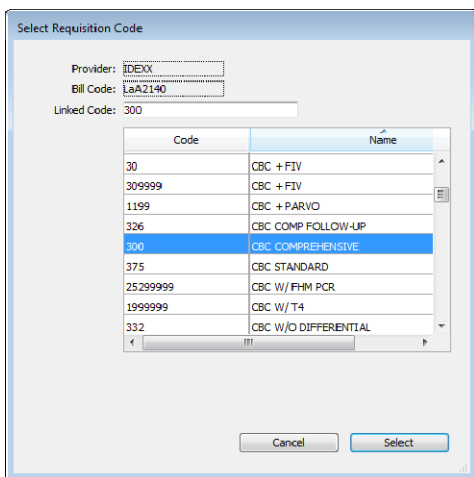 Select Requisition Code
Provider: IDEXX
Bill Code: LaA2140
Linked Code: 300
Code Name
30 CBC + FIV
309999 CBC + FIV
1199 CBC + PARVO
326 CBC COMP FOLLOW-UP
300 CBC COMPREHENSIVE
375 CBC STANDARD
25299999 CBC W/ FHM PCR
1999999 CBC W/ T4
332 CBC W/O DIFFERENTIAL
Cancel Select